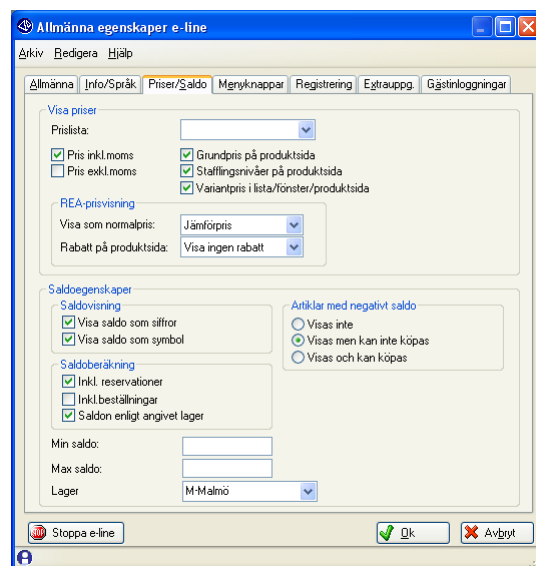 Allmänna egenskaper e-line
Arkiv Redigera Hjälp
Allmänna Info/Språk Priser/Saldo Menyknappar Registrering Extrauppg. Gästinloggningar
Visa priser
Prislista:
Pris inkl.moms Grundpris på produktsida
Pris exkl.moms Stafflingsnivåer på produktsida
Variantpris i lista/fönster/produktsida
REA-prisvisning
Visa som normalpris: Jämförpris
Rabatt på produktsida: Visa ingen rabatt
Saldoegenskaper
Saldovisning
Visa saldo som siffror
Visa saldo som symbol
Artiklar med negativt saldo
Visas inte
Visas men kan inte köpas
Visas och kan köpas
Saldoberäkning
Inkl. reservationer
Inkl.beställningar
Saldon enligt angivet lager
Min saldo:
Max saldo:
Lager M-Malmö
Stoppa e-line Ok Avbryt